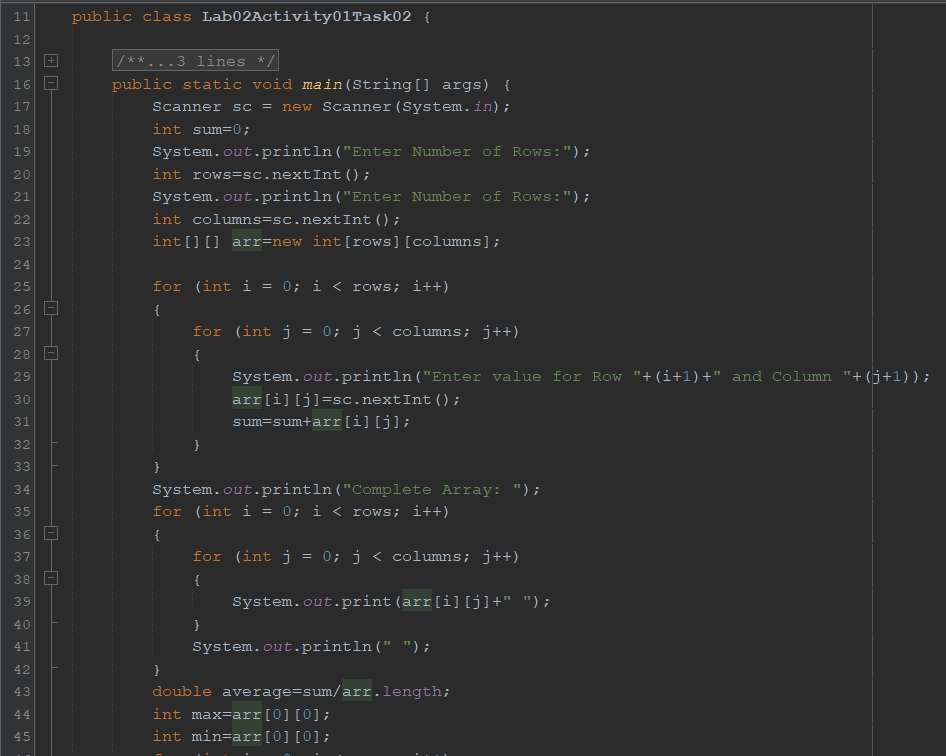 11 public class Lab02Activity01Task02 {
12
13 /**...3 lines */
16 public static void main(String[] args) {
17 Scanner sc = new Scanner(System.in);
18 int sum=0;
19 System.out.println("Enter Number of Rows:");
20 int rows=sc.nextInt();
21 System.out.println("Enter Number of Rows:");
22 int columns=sc.nextInt();
23 int[][] arr=new int[rows][columns];
24
25 for (int i = 0; i < rows; i++)
26 {
27 for (int j = 0; j < columns; j++)
28 {
29 System.out.println("Enter value for Row "+(i+1)+" and Column "+(j+1));
30 arr[i][j]=sc.nextInt();
31 sum=sum+arr[i][j];
32 }
33 }
34 System.out.println("Complete Array: ");
35 for (int i = 0; i < rows; i++)
36 {
37 for (int j = 0; j < columns; j++)
38 {
39 System.out.print(arr[i][j]+" ");
40 }
41 System.out.println(" ");
42 }
43 double average=sum/arr.length;
44 int max=arr[0][0];
45 int min=arr[0][0];